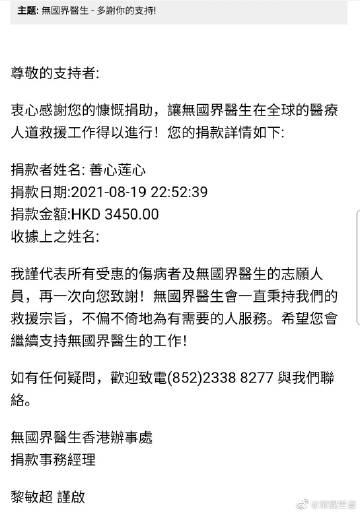 主题: 無國界醫生 - 多謝你的支持!
尊敬的支持者:
衷心感謝您的慷慨捐助，讓無國界醫生在全球的醫療
人道救援工作得以進行！您的捐款詳情如下:
捐款者姓名: 善心莲心
捐款日期:2021-08-19 22:52:39
捐款金額:HKD 3450.00
收據上之姓名:
我謹代表所有受惠的傷病者及無國界醫生的志願人
員，再一次向您致謝！無國界醫生會一直秉持我們的
救援宗旨，不偏不倚地為有需要的人服務。希望您會
繼續支持無國界醫生的工作！
如有任何疑問，歡迎致電(852)2338 8277 與我們聯
絡。
無國界醫生香港辦事處
捐款事務經理
黎敏超 謹啟